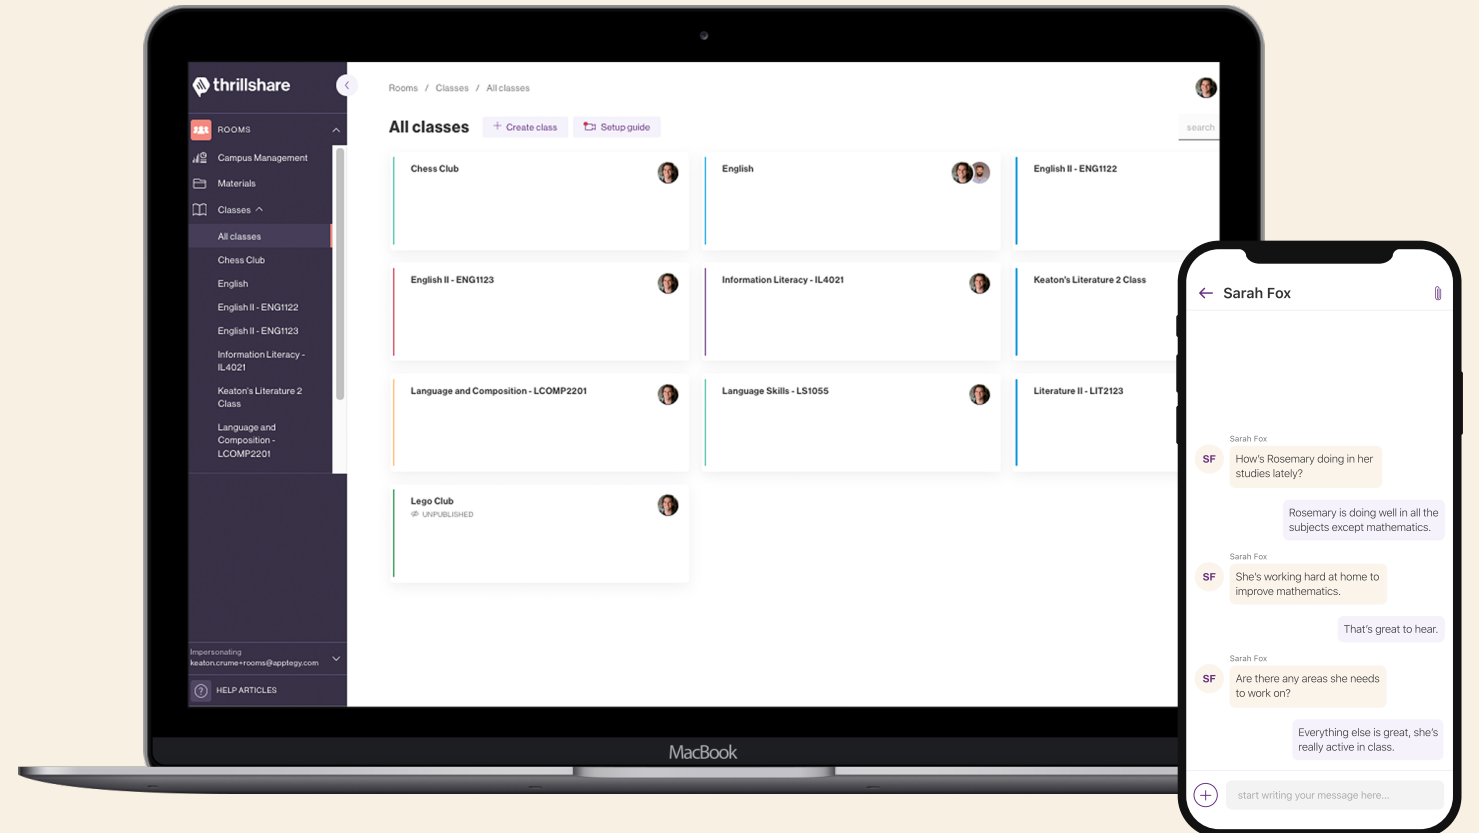 thrillshare
ROOMS
Campus Management
Materials
Classes
All classes
Chess Club
English
English II - ENG1122
English II - ENG1123
Information Literacy -
IL4021
Keaton's Literature 2
Class
Language and
Composition -
LCOMP2201
Impersonating
keaton.crume+rooms@apptegy.com
? HELP ARTICLES
Rooms / Classes / All classes
All classes
+ Create class
Setup guide
search
Chess Club
English
English II - ENG1122
English II - ENG1123
Information Literacy - IL4021
Keaton's Literature 2 Class
Language and Composition - LCOMP2201
Language Skills - LS1055
Literature II - LIT2123
Lego Club
UNPUBLISHED
MacBook
Sarah Fox
Sarah Fox
SF
How's Rosemary doing in her
studies lately?
Rosemary is doing well in all the
subjects except mathematics.
Sarah Fox
SF
She's working hard at home to
improve mathematics.
That's great to hear.
Sarah Fox
SF
Are there any areas she needs
to work on?
Everything else is great, she's
really active in class.
start writing your message here...